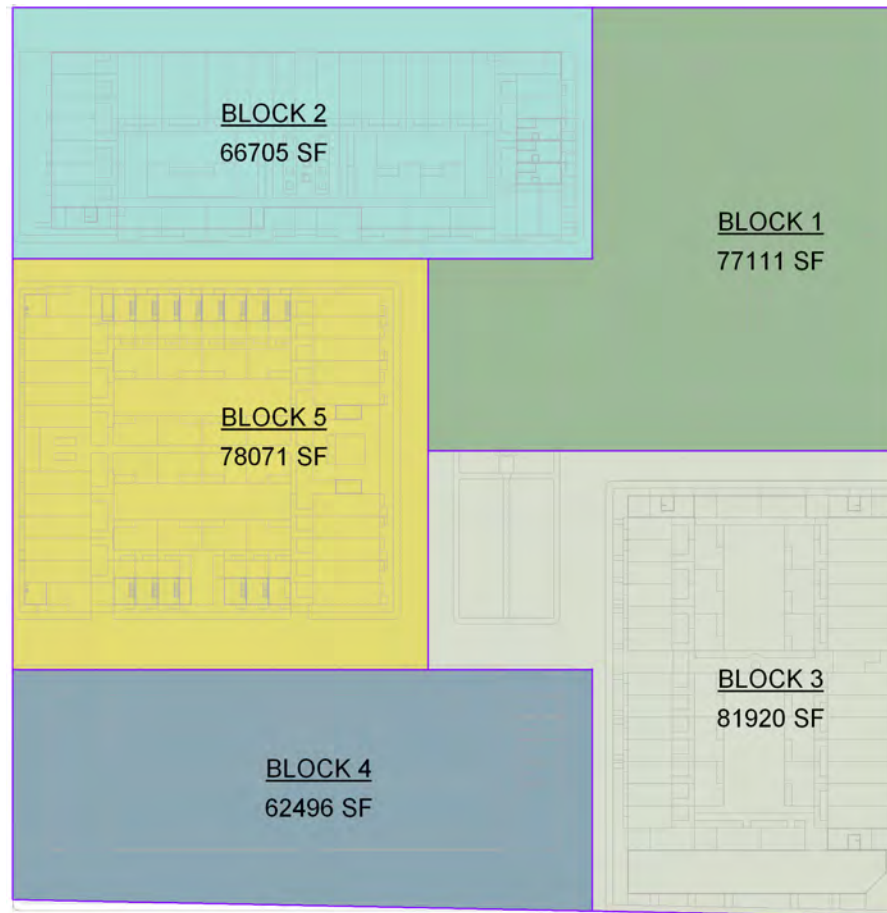 BLOCK 2
66705 SF
BLOCK 1
77111 SF
BLOCK 5
78071 SF
BLOCK 3
81920 SF
BLOCK 4
62496 SF